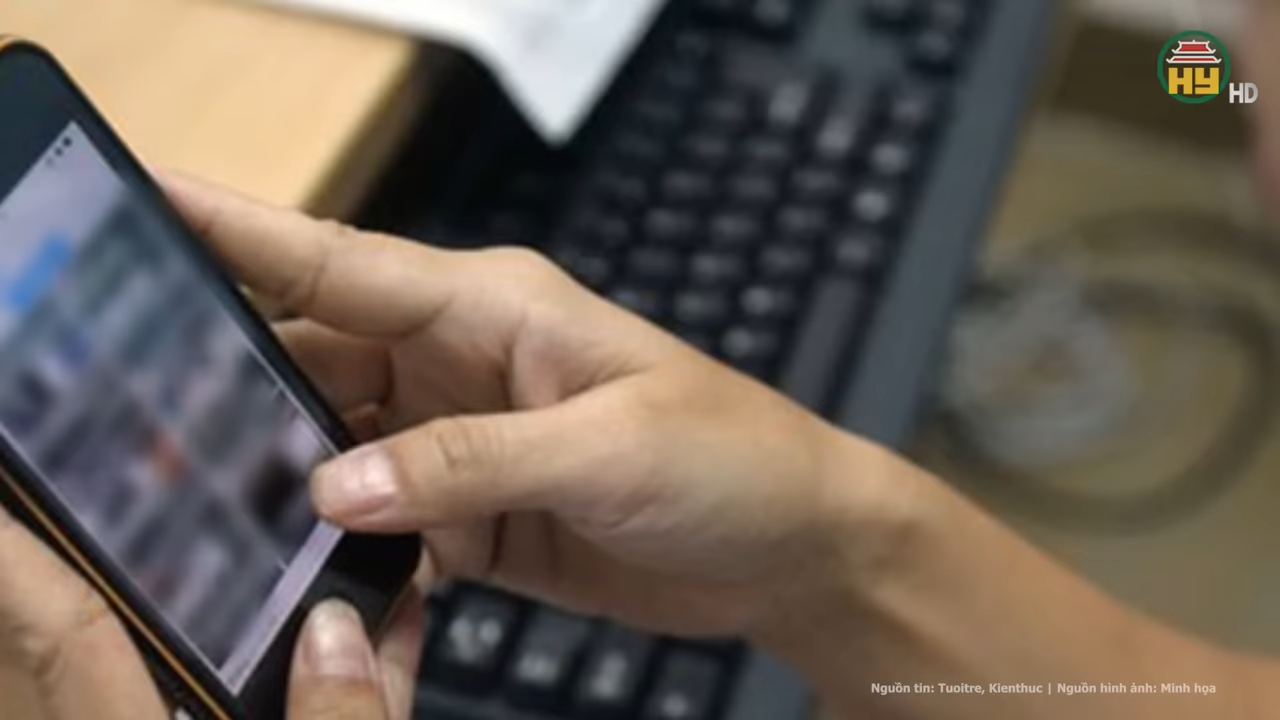 HY HD
Nguồn tin: Tuoitre, Kienthuc | Nguồn hình ảnh: Minh họa